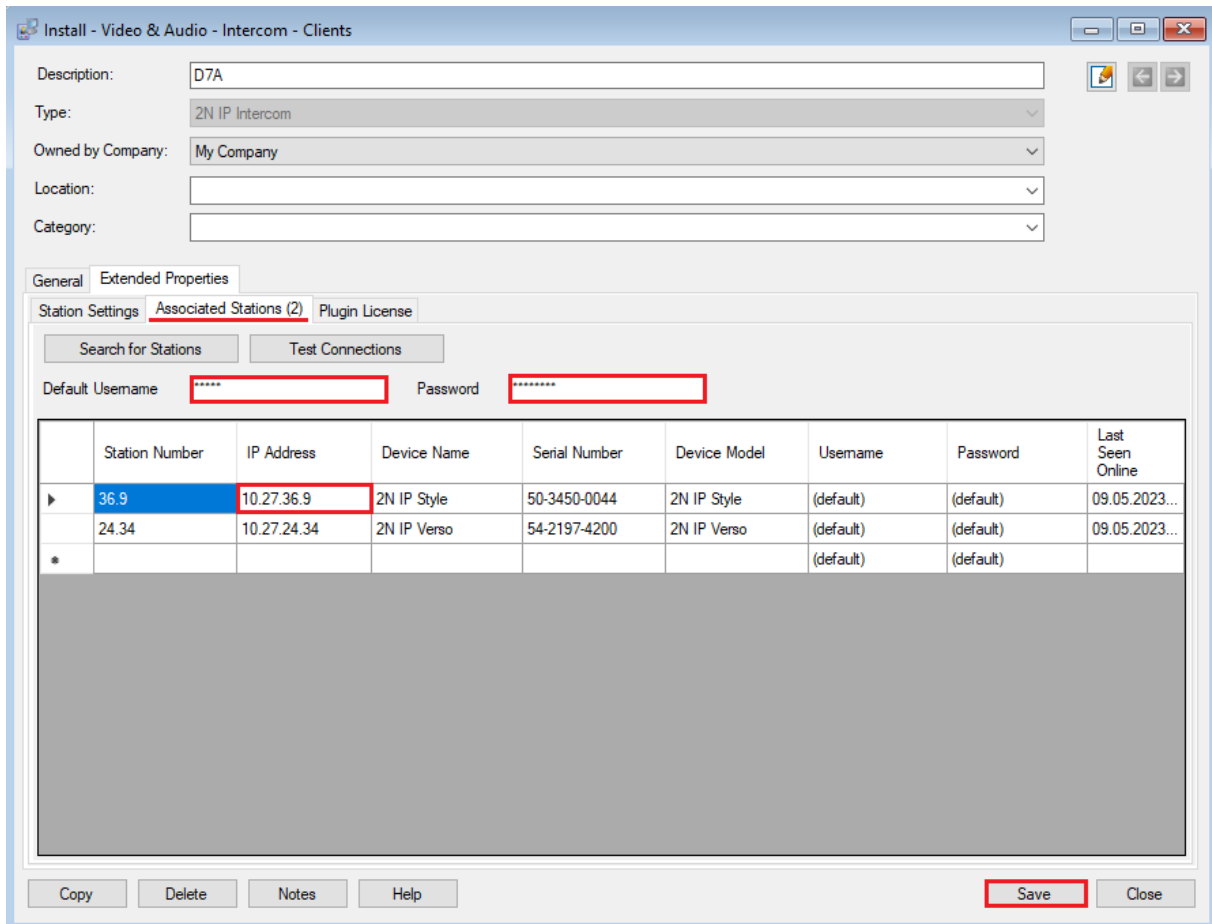 Install - Video & Audio - Intercom - Clients
Description: D7A
Type: 2N IP Intercom
Owned by Company: My Company
Location:
Category:
General Extended Properties
Station Settings Associated Stations (2) Plugin License
Search for Stations Test Connections
Default Username ***** Password ********
Station Number IP Address Device Name Serial Number Device Model Username Password Last Seen Online
36.9 10.27.36.9 2N IP Style 50-3450-0044 2N IP Style (default) (default) 09.05.2023...
24.34 10.27.24.34 2N IP Verso 54-2197-4200 2N IP Verso (default) (default) 09.05.2023...
(default) (default)
Copy Delete Notes Help Save Close